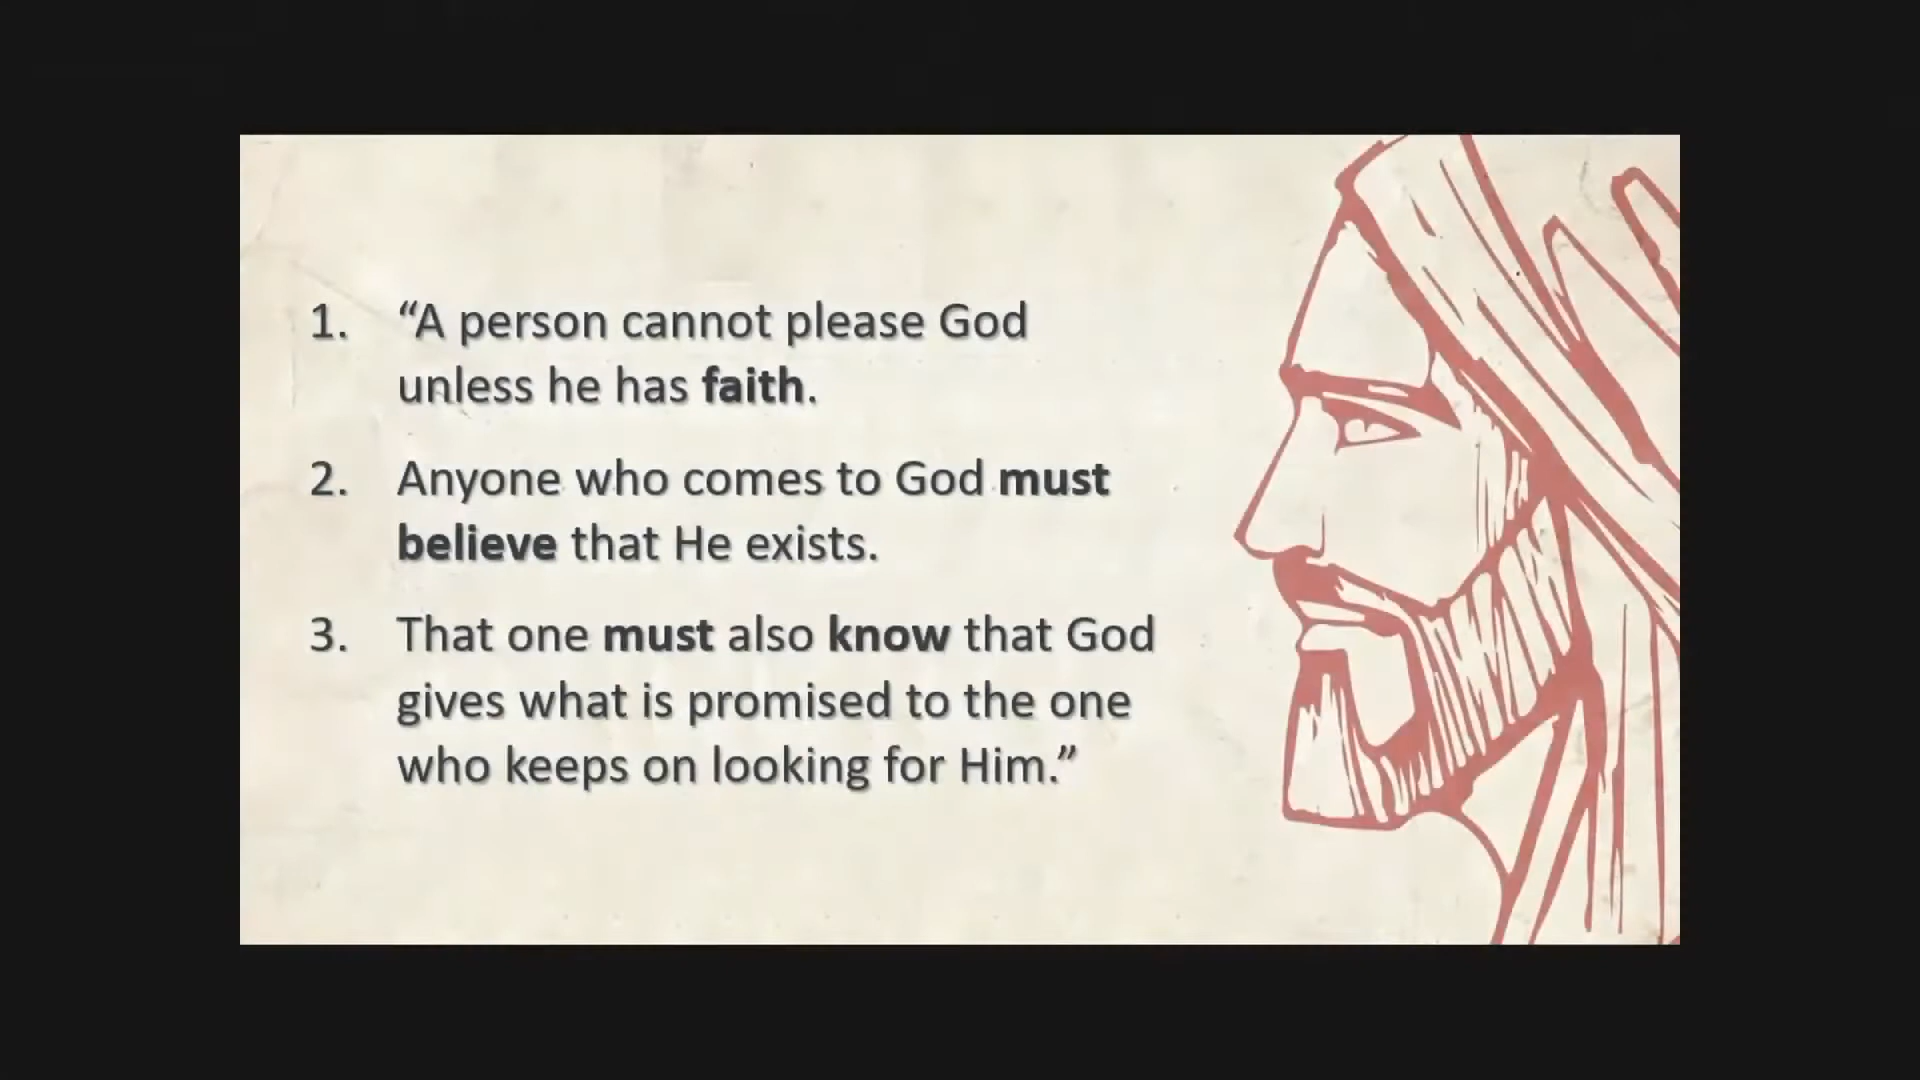 1. “A person cannot please God
unless he has faith.
2. Anyone who comes to God must
believe that He exists.
3. That one must also know that God
gives what is promised to the one
who keeps on looking for Him.”